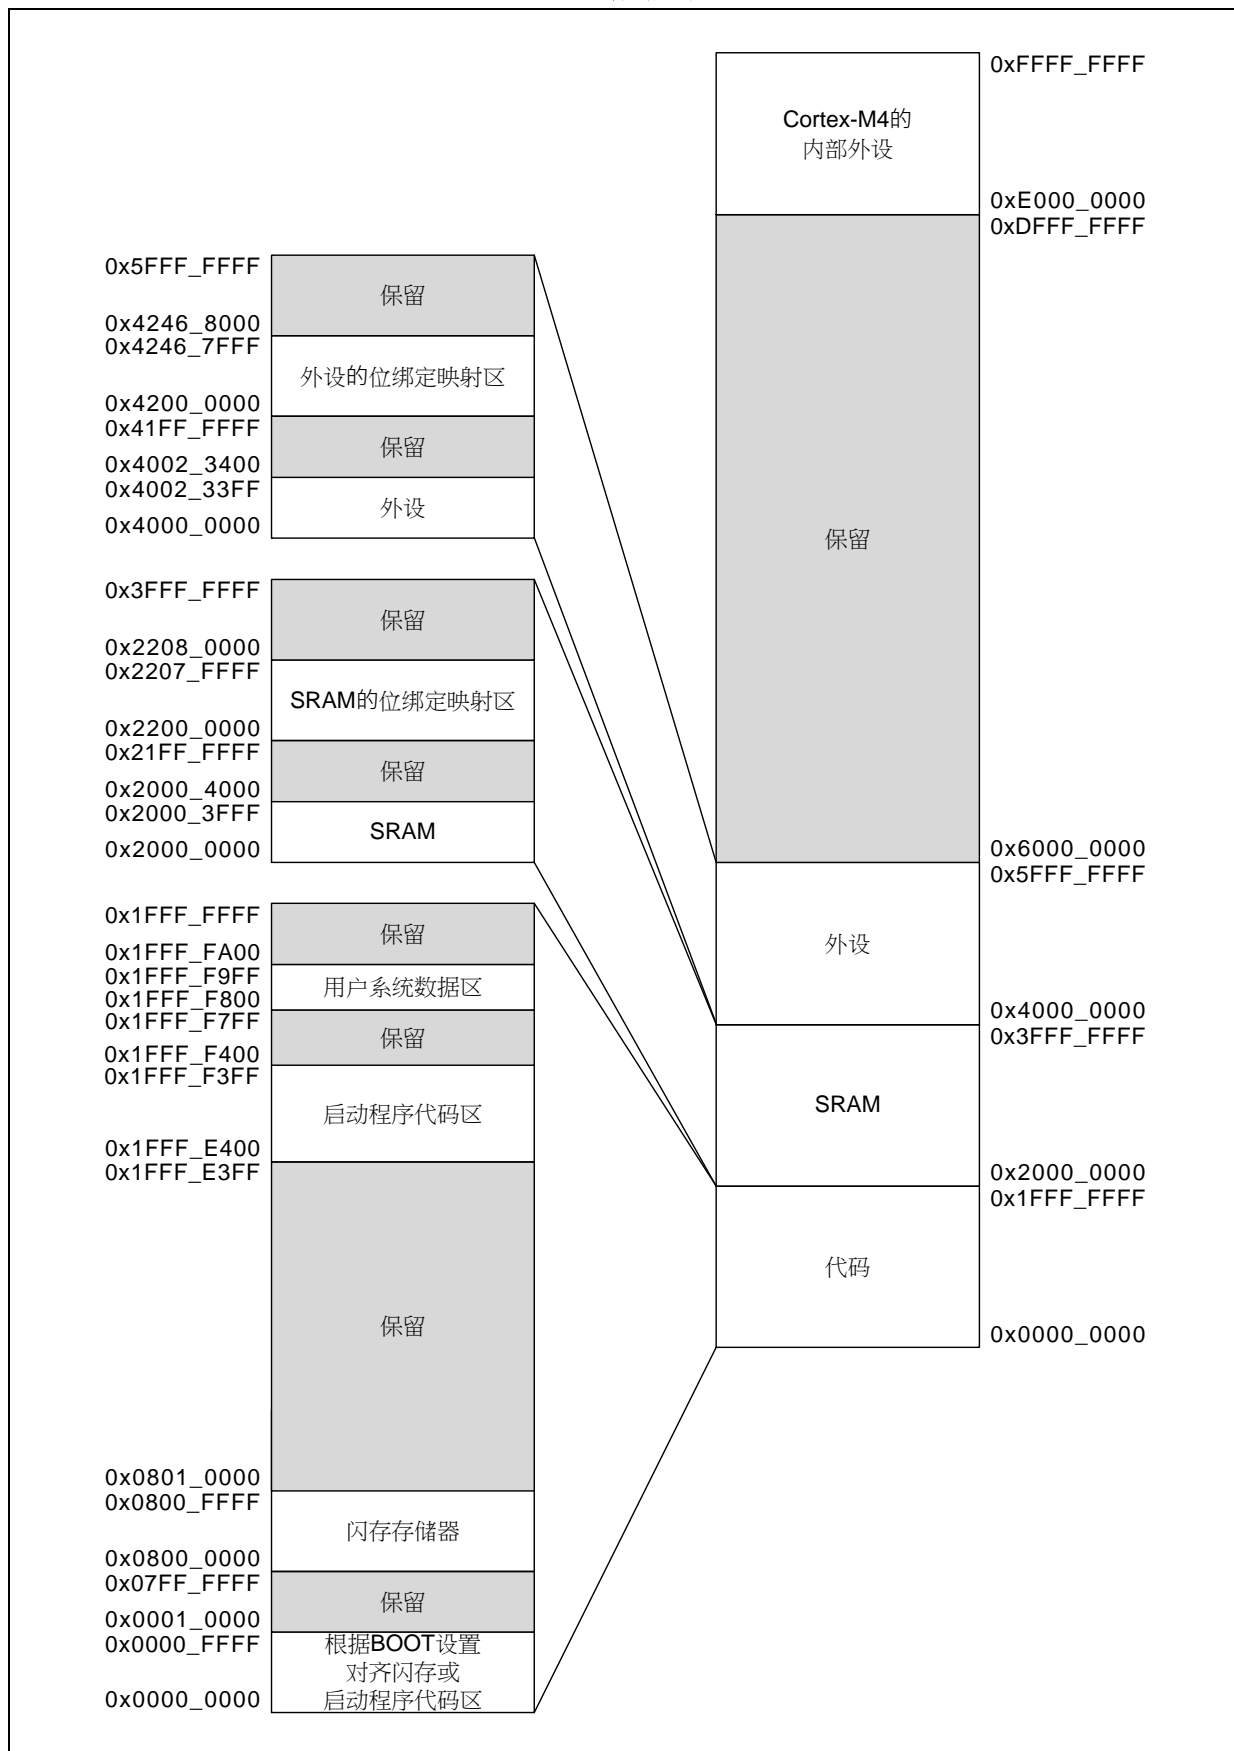 0xFFFF_FFFF
Cortex-M4的
内部外设
0xE000_0000
0xDFFF_FFFF
保留
0x6000_0000
0x5FFF_FFFF
外设
0x4000_0000
0x3FFF_FFFF
SRAM
0x2000_0000
0x1FFF_FFFF
代码
0x0000_0000
0x5FFF_FFFF
保留
0x4246_8000
0x4246_7FFF
外设的位绑定映射区
0x4200_0000
0x41FF_FFFF
保留
0x4002_3400
0x4002_33FF
外设
0x4000_0000
0x3FFF_FFFF
保留
0x2208_0000
0x2207_FFFF
SRAM的位绑定映射区
0x2200_0000
0x21FF_FFFF
保留
0x2000_4000
0x2000_3FFF
SRAM
0x2000_0000
0x1FFF_FFFF
保留
0x1FFF_FA00
0x1FFF_F9FF
用户系统数据区
0x1FFF_F800
0x1FFF_F7FF
保留
0x1FFF_F400
0x1FFF_F3FF
启动程序代码区
0x1FFF_E400
0x1FFF_E3FF
保留
0x0801_0000
0x0800_FFFF
闪存存储器
0x0800_0000
0x07FF_FFFF
保留
0x0001_0000
0x0000_FFFF
根据BOOT设置
对齐闪存或
启动程序代码区
0x0000_0000